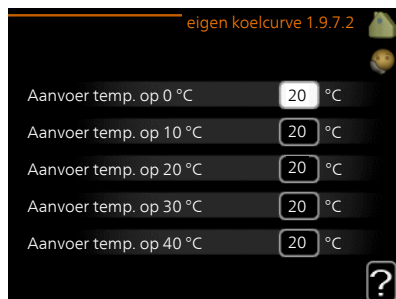 eigen koelcurve 1.9.7.2
Aanvoer temp. op 0 °C 20 °C
Aanvoer temp. op 10 °C 20 °C
Aanvoer temp. op 20 °C 20 °C
Aanvoer temp. op 30 °C 20 °C
Aanvoer temp. op 40 °C 20 °C
?